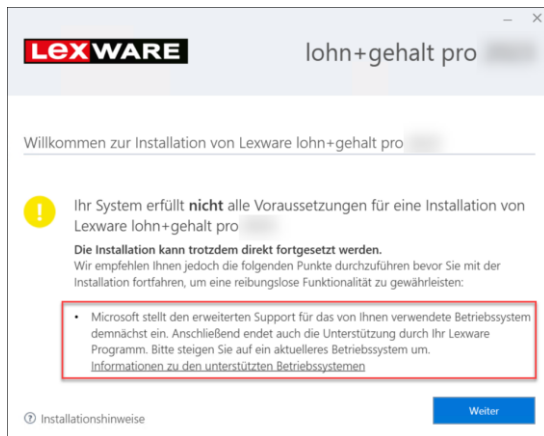 LEXWARE
lohn+gehalt pro
Willkommen zur Installation von Lexware lohn+gehalt pro
!
Ihr System erfüllt nicht alle Voraussetzungen für eine Installation von
Lexware lohn+gehalt pro
Die Installation kann trotzdem direkt fortgesetzt werden.
Wir empfehlen Ihnen jedoch die folgenden Punkte durchzuführen bevor Sie mit der
Installation fortfahren, um eine reibungslose Funktionalität zu gewährleisten:
• Microsoft stellt den erweiterten Support für das von Ihnen verwendete Betriebssystem
demnächst ein. Anschließend endet auch die Unterstützung durch Ihr Lexware
Programm. Bitte steigen Sie auf ein aktuelleres Betriebssystem um.
Informationen zu den unterstützten Betriebssystemen
? Installationshinweise
Weiter